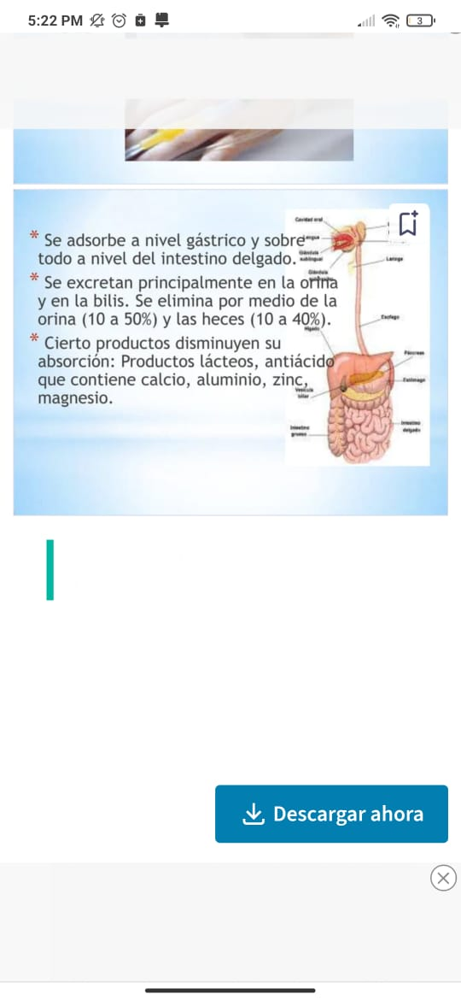 5:22 PM
3
* Se adsorbe a nivel gástrico y sobre
todo a nivel del intestino delgado.
* Se excretan principalmente en la orina
y en la bilis. Se elimina por medio de la
orina (10 a 50%) y las heces (10 a 40%).
* Cierto productos disminuyen su
absorción: Productos lácteos, antiácido
que contiene calcio, aluminio, zinc,
magnesio.
Cavidad oral
Lengua
Glándula
sublingual
Laringe
Glándula
Esófago
Hígado
Páncreas
Estómago
Vesícula
biliar
Intestino
delgado
Intestino
grueso
Descargar ahora